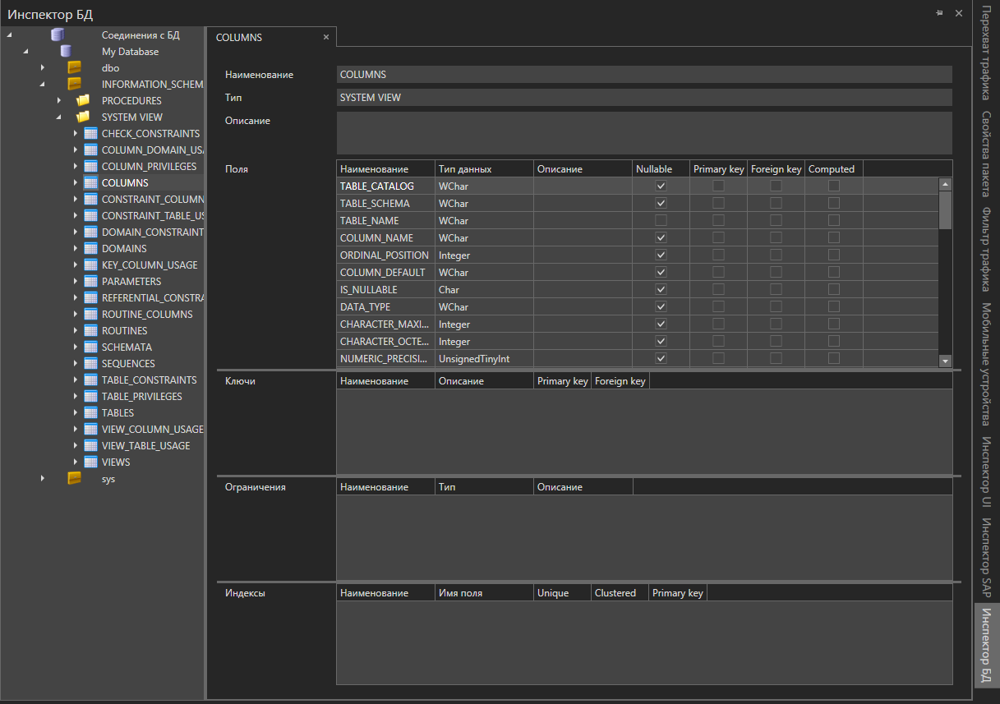 Инспектор БД
Соединения с БД
My Database
dbo
INFORMATION_SCHEM
PROCEDURES
SYSTEM VIEW
CHECK_CONSTRAINTS
COLUMN_DOMAIN_USA
COLUMN_PRIVILEGES
COLUMNS
CONSTRAINT_COLUMN
CONSTRAINT_TABLE_US
DOMAIN_CONSTRAINT
DOMAINS
KEY_COLUMN_USAGE
PARAMETERS
REFERENTIAL_CONSTRA
ROUTINE_COLUMNS
ROUTINES
SCHEMATA
SEQUENCES
TABLE_CONSTRAINTS
TABLE_PRIVILEGES
TABLES
VIEW_COLUMN_USAGE
VIEW_TABLE_USAGE
VIEWS
sys
COLUMNS
Наименование COLUMNS
Тип SYSTEM VIEW
Описание
Поля
Наименование Тип данных Описание Nullable Primary key Foreign key Computed
TABLE_CATALOG WChar
TABLE_SCHEMA WChar
TABLE_NAME WChar
COLUMN_NAME WChar
ORDINAL_POSITION Integer
COLUMN_DEFAULT WChar
IS_NULLABLE Char
DATA_TYPE WChar
CHARACTER_MAXI... Integer
CHARACTER_OCTE... Integer
NUMERIC_PRECISI... UnsignedTinyInt
Ключи
Наименование Описание Primary key Foreign key
Ограничения
Наименование Тип Описание
Индексы
Наименование Имя поля Unique Clustered Primary key
Перехват трафика
Свойства пакета
Фильтр трафика
Мобильные устройства
Инспектор UI
Инспектор SAP
Инспектор БД